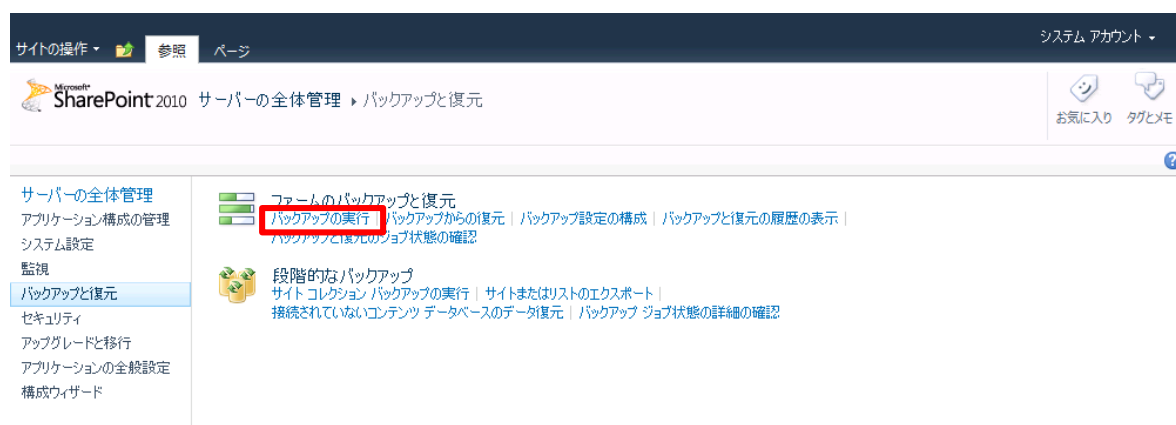 システム アカウント
サイトの操作 参照 ページ
Microsoft SharePoint 2010 サーバーの全体管理 ▸ バックアップと復元
お気に入り タグとメモ
サーバーの全体管理
アプリケーション構成の管理
システム設定
監視
バックアップと復元
セキュリティ
アップグレードと移行
アプリケーションの全般設定
構成ウィザード
ファームのバックアップと復元
バックアップの実行 | バックアップからの復元 | バックアップ設定の構成 | バックアップと復元の履歴の表示 |
バックアップと復元のジョブ状態の確認
段階的なバックアップ
サイト コレクション バックアップの実行 | サイトまたはリストのエクスポート |
接続されていないコンテンツ データベースのデータ復元 | バックアップ ジョブ状態の詳細の確認